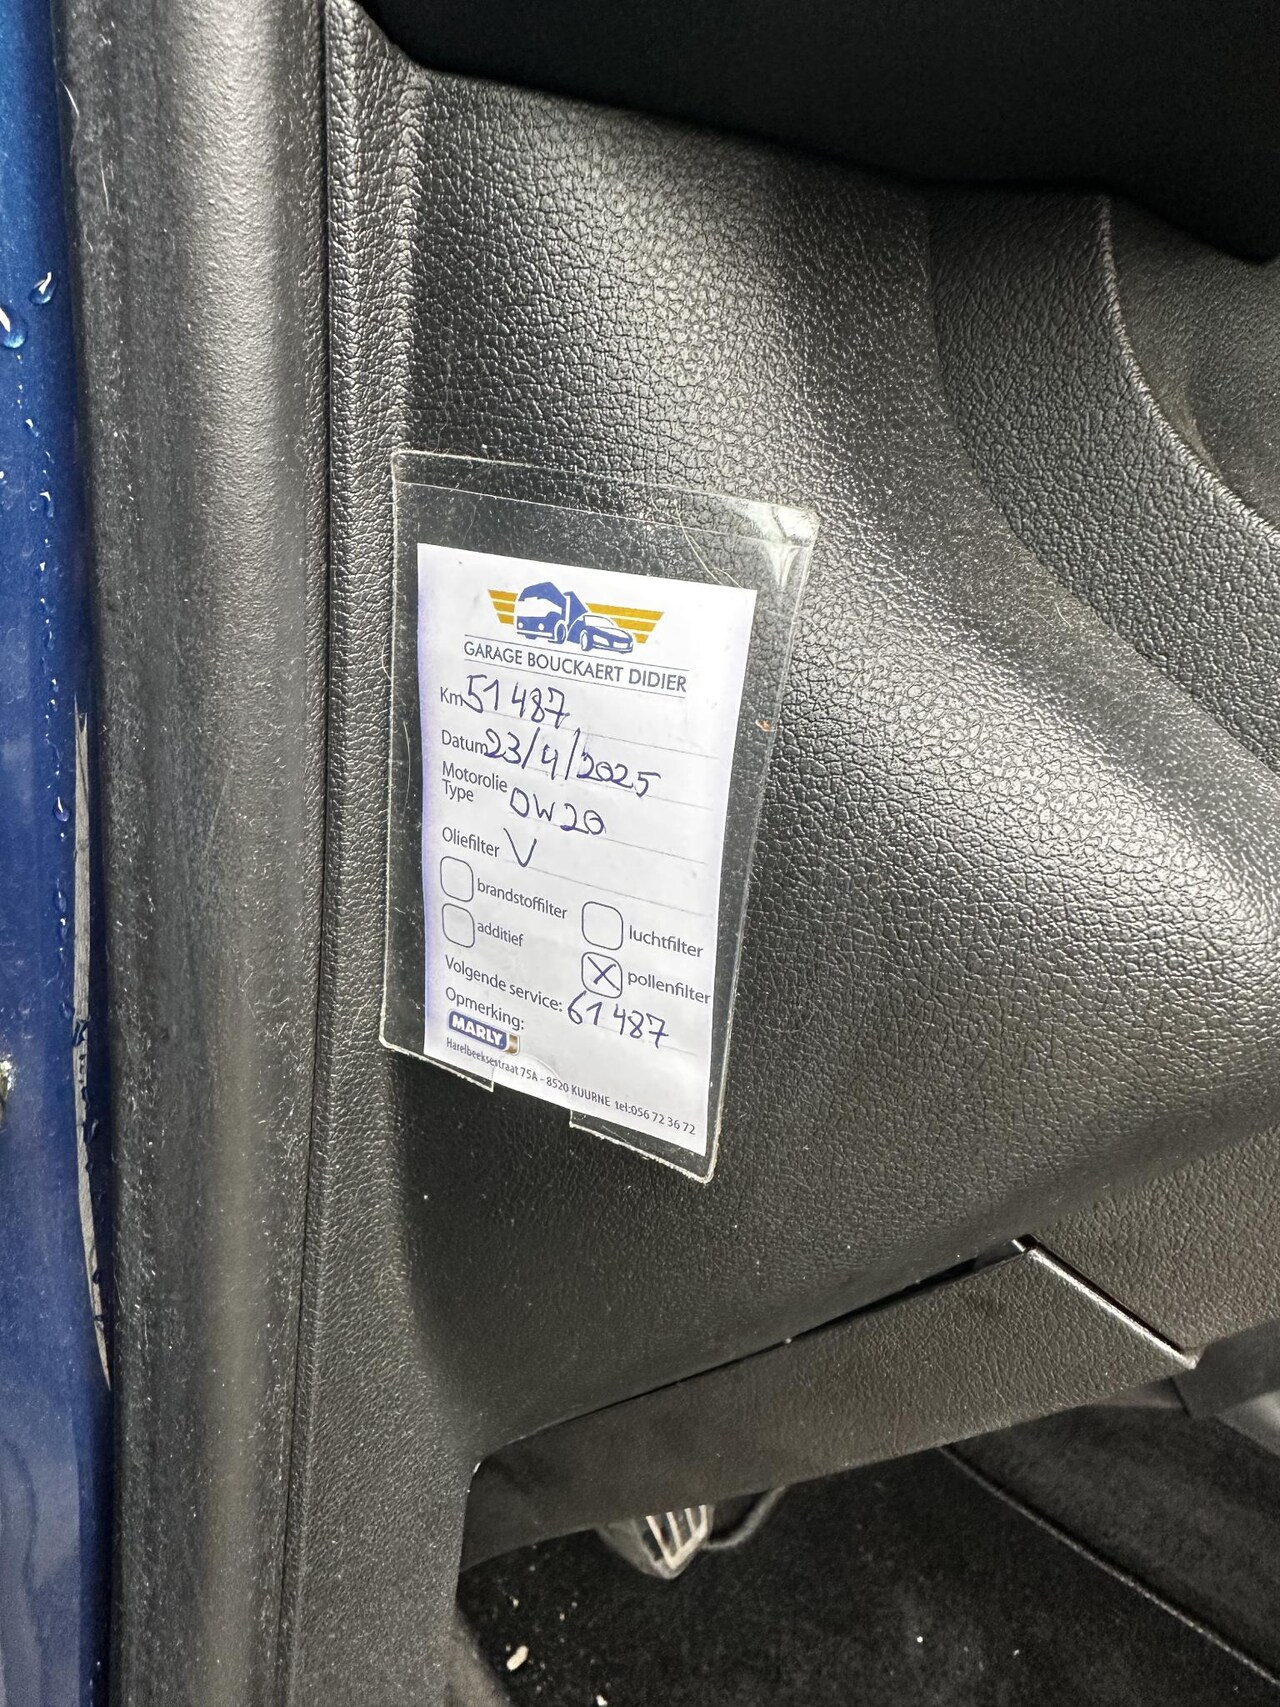 GARAGE BOUCKAERT DIDIER
Km 51487
Datum 23/4/2025
Motorolie
Type 0W20
Oliefilter V
brandstoffilter luchtfilter
additief X pollenfilter
Volgende service: 61487
Opmerking:
MARLY
Harelbeeksestraat 75A - 8520 KUURNE tel:056 72 36 72